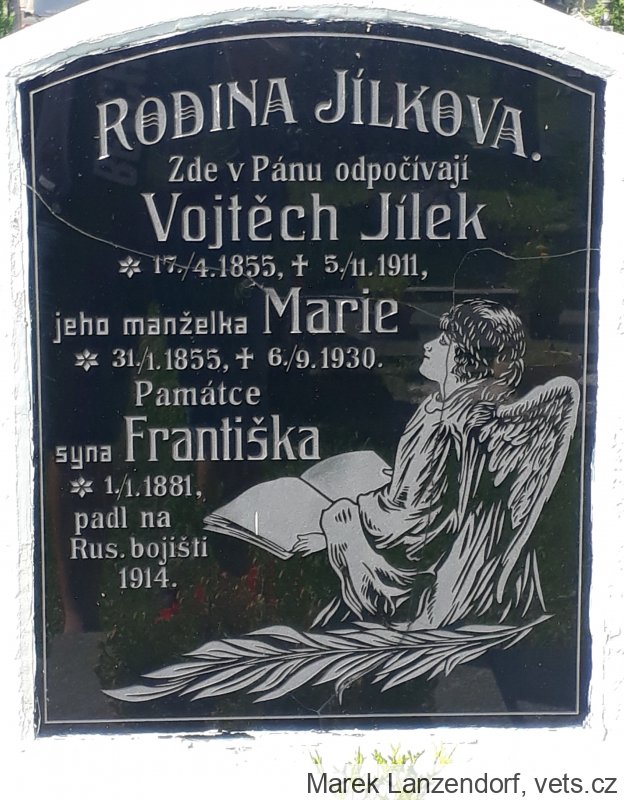 RODINA JÍLKOVA.
Zde v Pánu odpočívají
Vojtěch Jílek
* 17./4.1855, † 5./11.1911,
jeho manželka Marie
* 31./1.1855, † 6./9.1930.
Památce
syna Františka
* 1./1.1881,
padl na
Rus. bojišti
1914.
Marek Lanzendorf, vets.cz